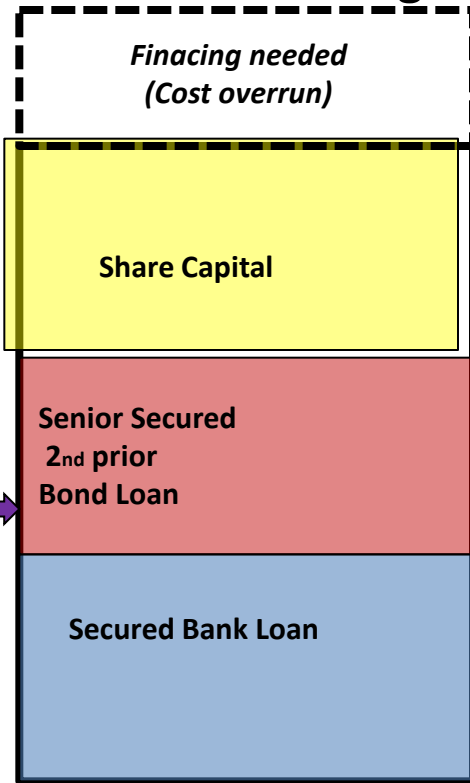 Finacing needed
(Cost overrun)
Share Capital
Senior Secured
2nd prior
Bond Loan
Secured Bank Loan